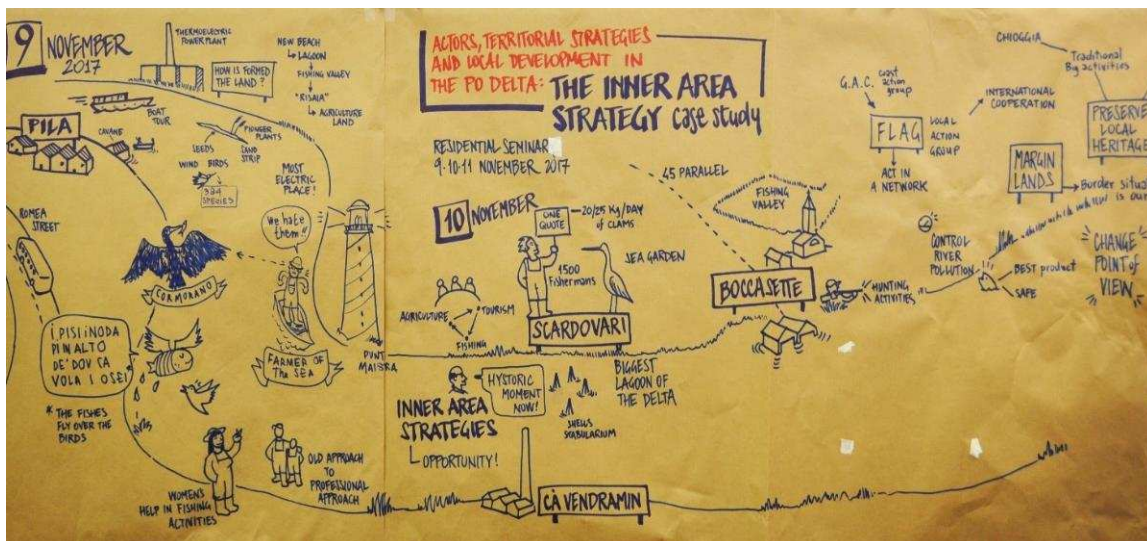 9 NOVEMBER
2017
THERMOELECTRIC
POWER PLANT
HOW IS FORMED
THE LAND?
NEW BEACH
↳ LAGOON
→ FISHING VALLEY
→ "RISAIA"
↳ AGRICULTURE
LAND
BOAT
TOUR
PILA
CAVANE
PIONEER
PLANTS
SAND
STRIP
SEEDS
WIND BIRDS
SPECIES
MOST
ELECTRIC
PLACE!
ROMEA
STREET
We hate
them!!
CORMORANO
I PISI INODA
PI IN ALTO
DE' DOV CA
VOLA I OSEI*
* THE FISHES
FLY OVER THE
BIRDS
FARMER OF
the SEA
PUNT
MAISTRA
WOMENS
HELP IN FISHING
ACTIVITIES
OLD APPROACH
TO
PROFESSIONAL
APPROACH
ACTORS, TERRITORIAL STRATEGIES
AND LOCAL DEVELOPMENT IN
THE PO DELTA: THE INNER AREA
STRATEGY case study
RESIDENTIAL SEMINAR
9·10·11 NOVEMBER 2017
10 NOVEMBER
ONE
QUOTE
20/25 Kg/DAY
of CLAMS
1500
Fishermans
SEA GARDEN
AGRICULTURE
TOURISM
FISHING
SCARDOVARI
BIGGEST
LAGOON OF
THE DELTA
HYSTORIC
MOMENT
NOW!
SHELLS
INNER AREA
STRATEGIES
OPPORTUNITY!
CÀ VENDRAMIN
45 PARALLEL
FISHING
VALLEY
BOCCASETTE
HUNTING
ACTIVITIES
G.A.C. coast
action
group
FLAG
LOCAL
ACTION
GROUP
INTERNATIONAL
COOPERATION
ACT IN
A NETWORK
CONTROL
RIVER
POLLUTION
BEST product
SAFE
CHIOGGIA
Traditional
Big activities
PRESERVE
LOCAL
HERITAGE
MARGIN
LANDS
Border
which
is
CHANGE
POINT of
VIEW